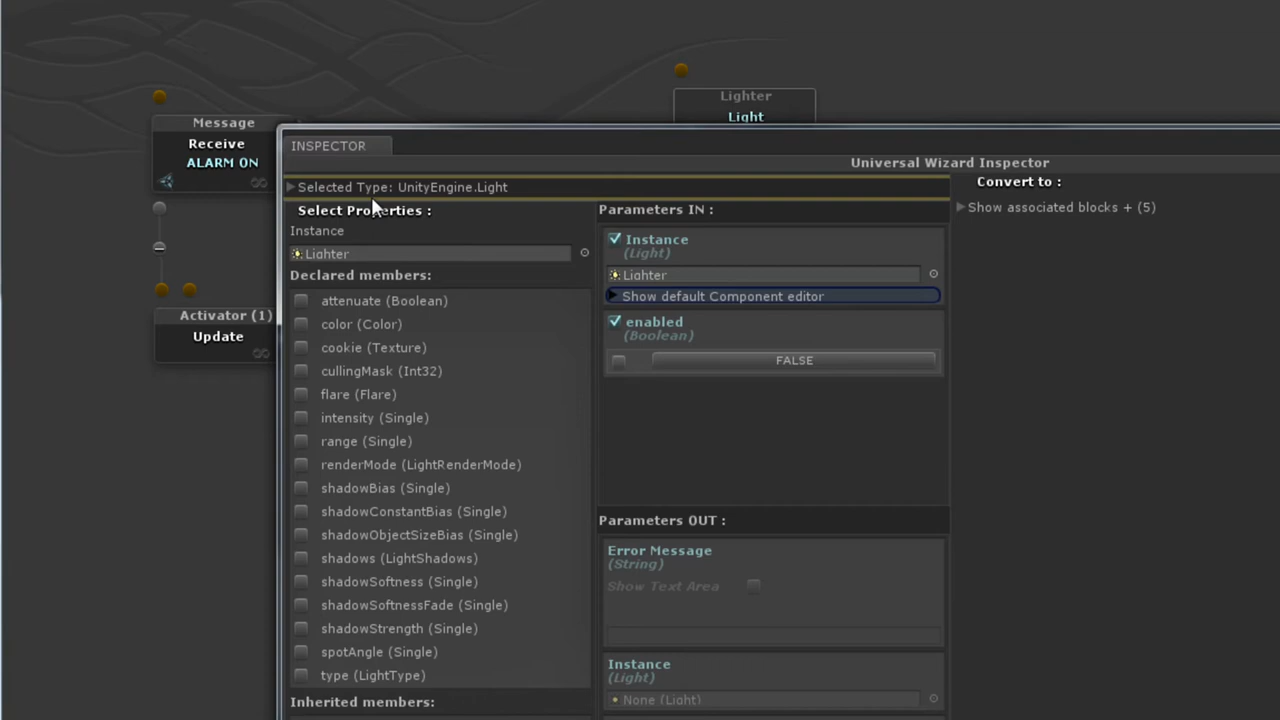 Lighter
Light
Message
Receive
ALARM ON
Activator (1)
Update
INSPECTOR
Universal Wizard Inspector
Selected Type: UnityEngine.Light
Select Properties :
Instance
Lighter
Declared members:
attenuate (Boolean)
color (Color)
cookie (Texture)
cullingMask (Int32)
flare (Flare)
intensity (Single)
range (Single)
renderMode (LightRenderMode)
shadowBias (Single)
shadowConstantBias (Single)
shadowObjectSizeBias (Single)
shadows (LightShadows)
shadowSoftness (Single)
shadowSoftnessFade (Single)
shadowStrength (Single)
spotAngle (Single)
type (LightType)
Inherited members:
Parameters IN :
Instance
(Light)
Lighter
Show default Component editor
enabled
(Boolean)
FALSE
Parameters OUT :
Error Message
(String)
Show Text Area
Instance
(Light)
None (Light)
Convert to :
Show associated blocks + (5)